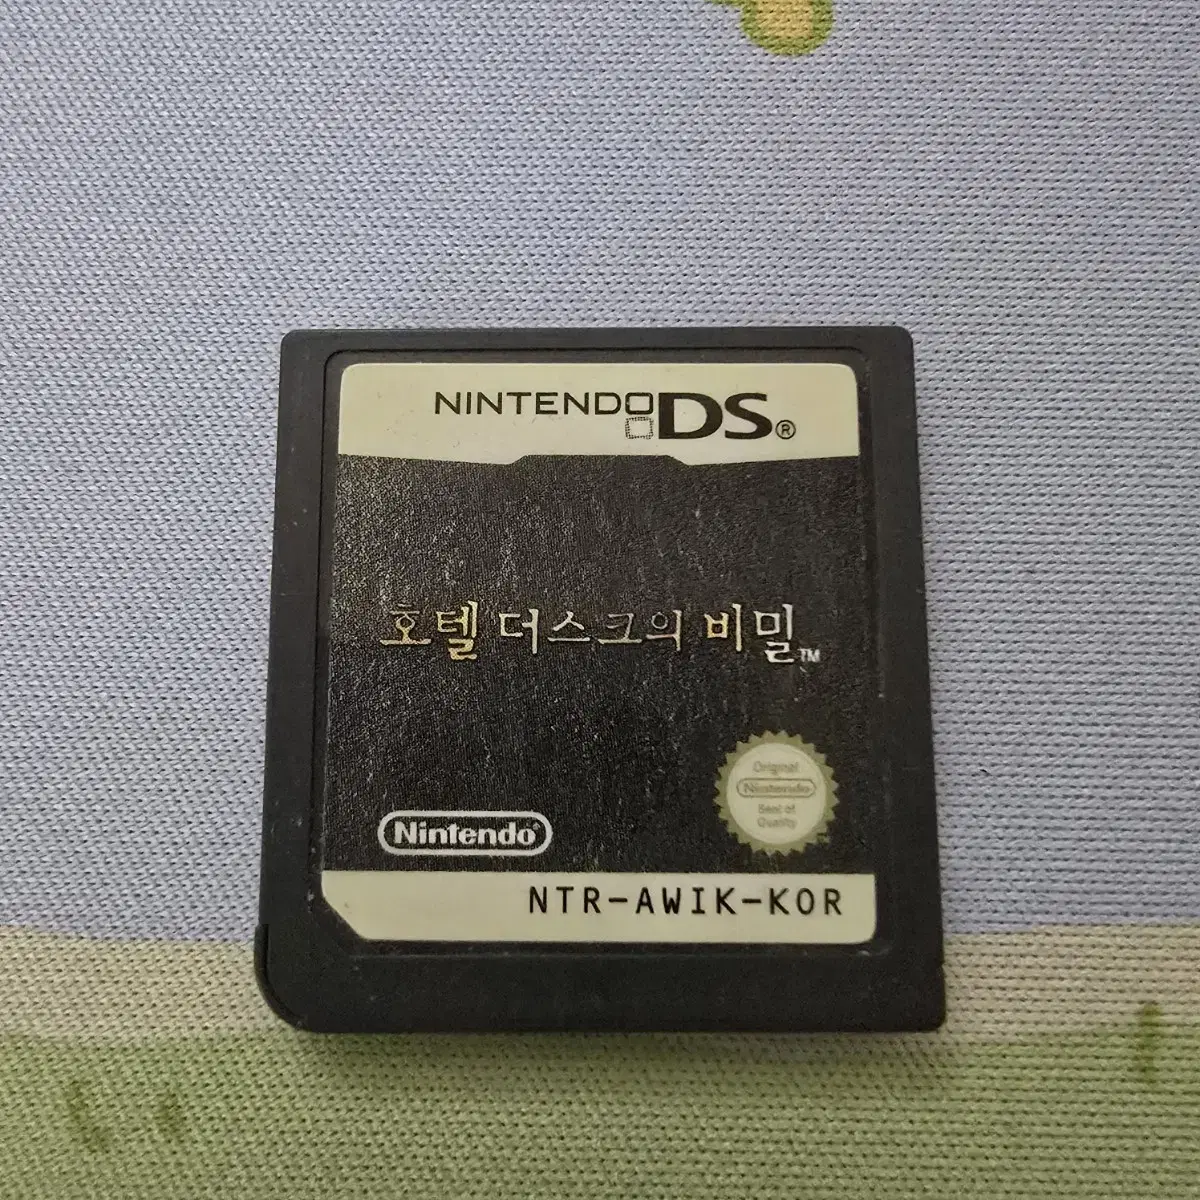 NINTENDO DS®
호텔 더스크의 비밀™
Original
Nintendo
Seal of
Quality
Nintendo®
NTR-AWIK-KOR